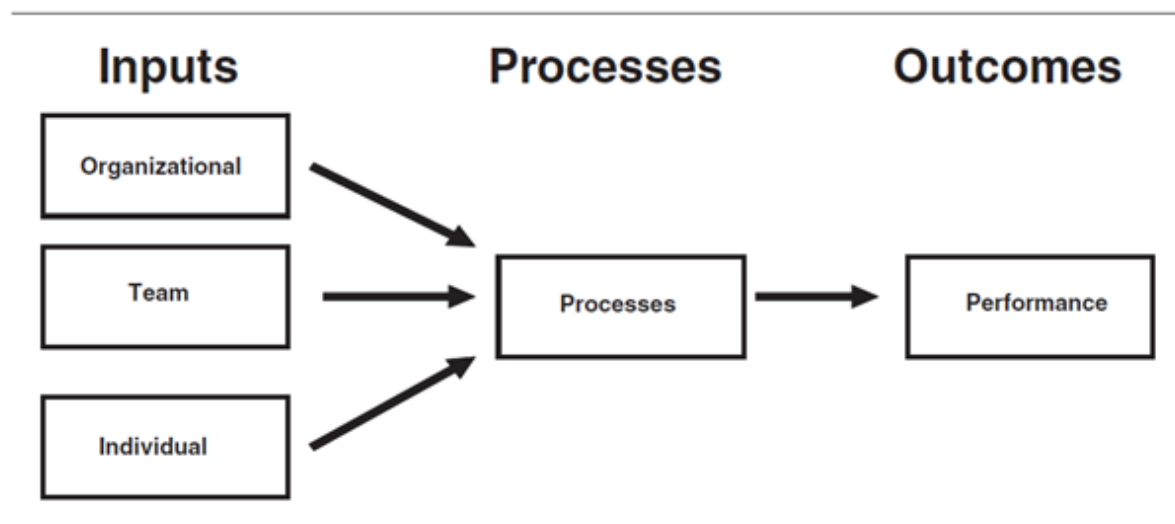 Inputs
Processes
Outcomes
Organizational
Team
Individual
Processes
Performance